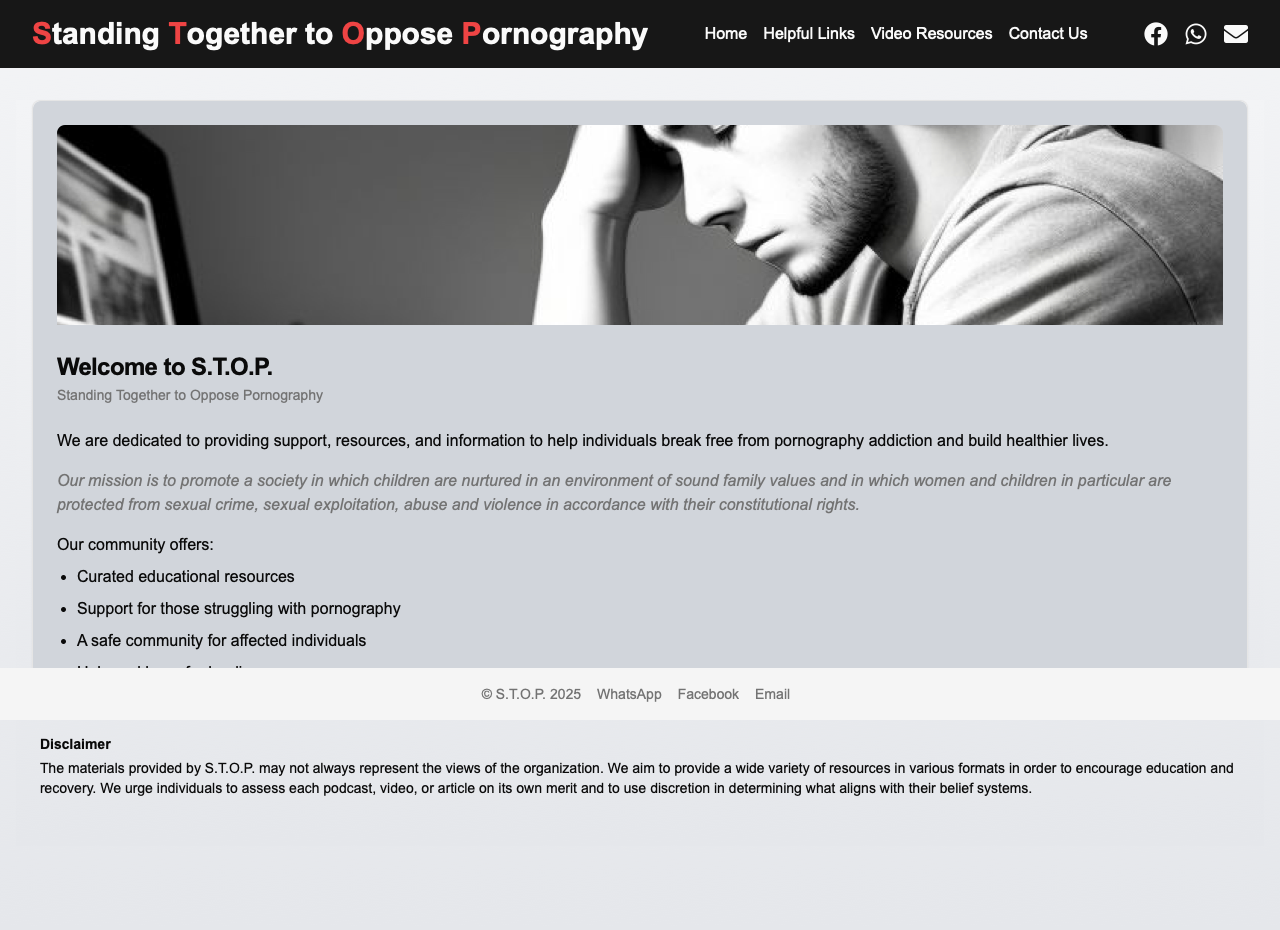 Standing Together to Oppose Pornography
Home Helpful Links Video Resources Contact Us
Welcome to S.T.O.P.
Standing Together to Oppose Pornography
We are dedicated to providing support, resources, and information to help individuals break free from pornography addiction and build healthier lives.
Our mission is to promote a society in which children are nurtured in an environment of sound family values and in which women and children in particular are
protected from sexual crime, sexual exploitation, abuse and violence in accordance with their constitutional rights.
Our community offers:
• Curated educational resources
• Support for those struggling with pornography
• A safe community for affected individuals
© S.T.O.P. 2025 WhatsApp Facebook Email
Disclaimer
The materials provided by S.T.O.P. may not always represent the views of the organization. We aim to provide a wide variety of resources in various formats in order to encourage education and
recovery. We urge individuals to assess each podcast, video, or article on its own merit and to use discretion in determining what aligns with their belief systems.